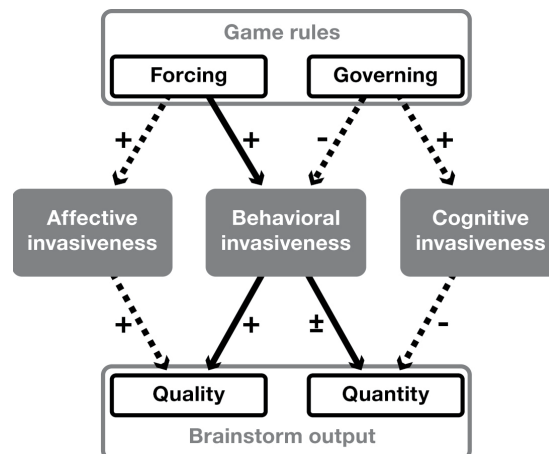 Game rules
Forcing Governing
+ + - +
Affective invasiveness
Behavioral invasiveness
Cognitive invasiveness
+ + ± -
Quality Quantity
Brainstorm output